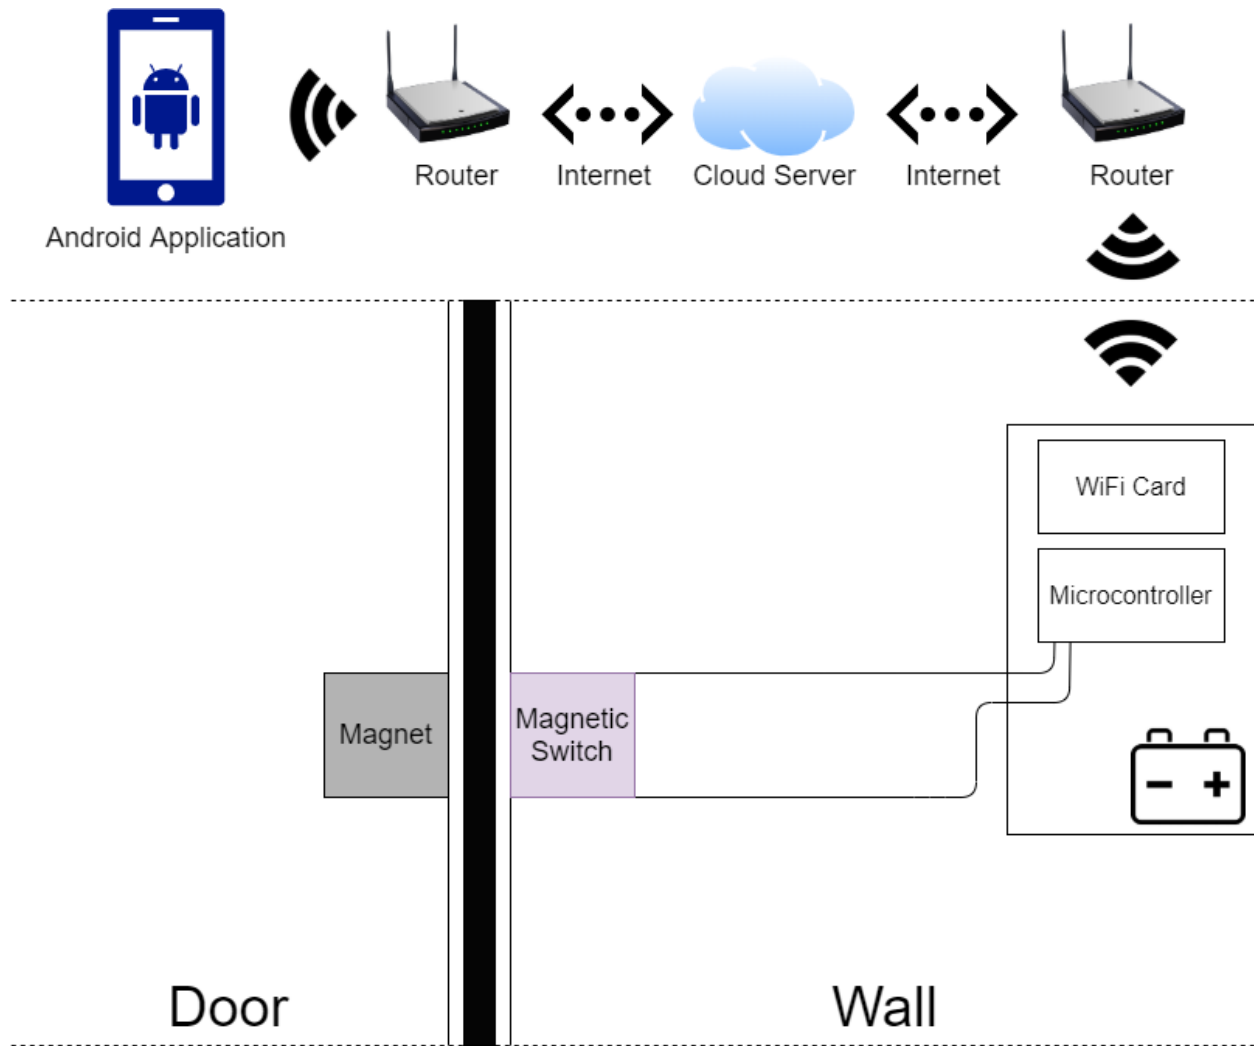 Router
Internet
Cloud Server
Internet
Router
Android Application
WiFi Card
Microcontroller
Magnet
Magnetic
Switch
Door
Wall